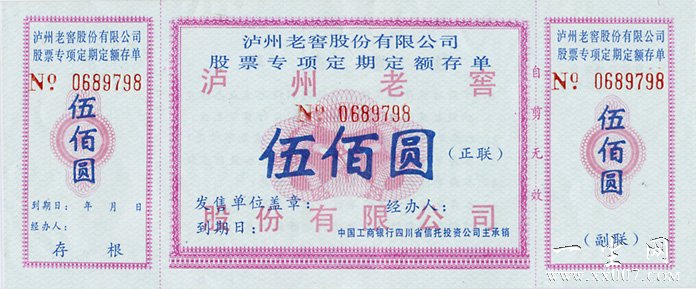 泸州老窖股份有限公司
股票专项定期定额存单
No 0689798
伍佰圆
到期日： 年 月 日
经办人：
存 根
泸州老窖股份有限公司
股票专项定期定额存单
泸州老窖
No 0689798
伍佰圆（正联）
发售单位盖章： 经办人：
股份有限公司
到期日： 中国工商银行四川省信托投资公司主承销
自剪无效
泸州老窖股份有限公司
股票专项定期定额存单
No 0689798
伍佰圆
（副联）
一尘网
www.xx007.com